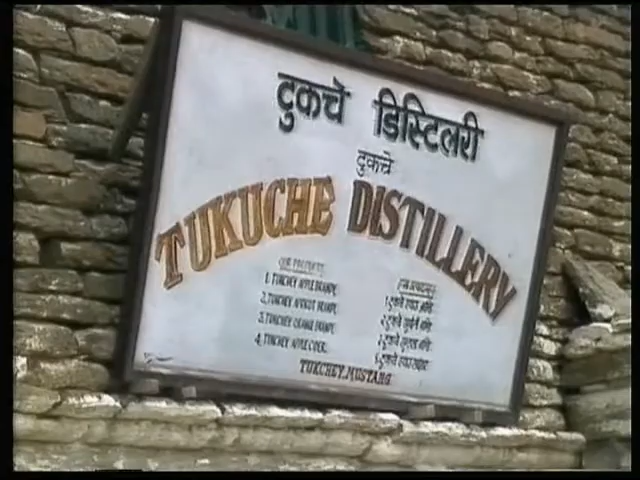 टुकचे डिस्टिलरी
टुकचे
TUKUCHE DISTILLERY
OUR PRODUCTS
1. TUKCHEY APPLE BRANDY.
2. TUKCHEY APRICOT BRANDY.
3. TUKCHEY ORANGE BRANDY.
4. TUKCHEY APPLE CIDER.
TUKCHEY, MUSTANG